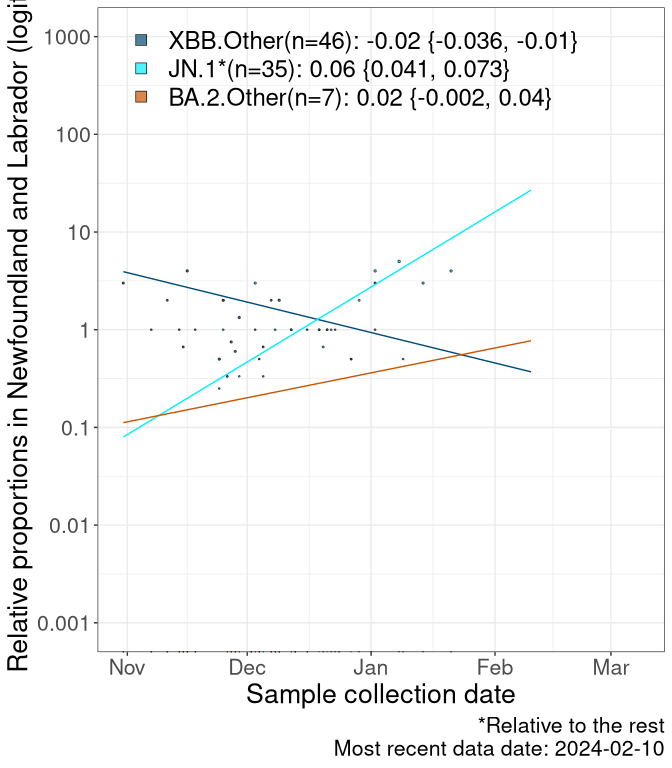 XBB.Other(n=46): -0.02 {-0.036, -0.01}
JN.1*(n=35): 0.06 {0.041, 0.073}
BA.2.Other(n=7): 0.02 {-0.002, 0.04}
Relative proportions in Newfoundland and Labrador
1000
100
10
1
0.1
0.01
0.001
Nov Dec Jan Feb Mar
Sample collection date
*Relative to the rest
Most recent data date: 2024-02-10